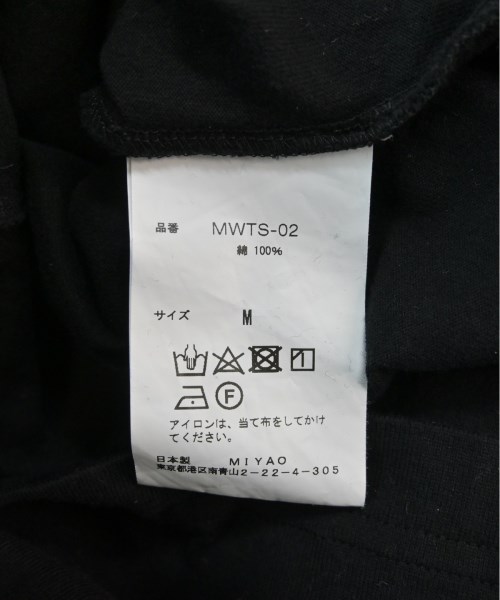 品番 MWTS-02
綿 100%
サイズ M
F
アイロンは、当て布をしてかけ
てください。
日本製 MIYAO
東京都港区南青山2-22-4-305